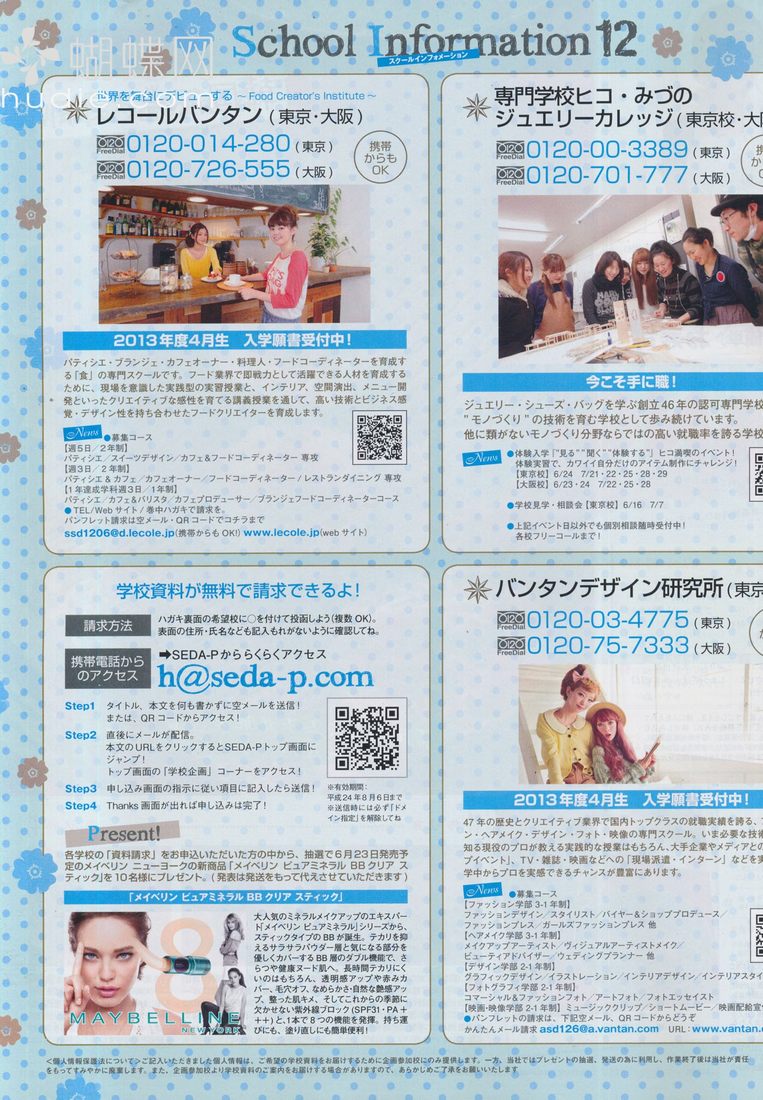 School Information 12
スクールインフォメーション
蝴蝶网
世界を舞台にデビューする ～Food Creator's Institute～
レコールバンタン(東京・大阪)
0120 FreeDial 0120-014-280(東京)
0120 FreeDial 0120-726-555(大阪)
携帯
からも
OK
2013年度4月生 入学願書受付中！
パティシエ・ブランジェ・カフェオーナー・料理人・フードコーディネーターを育成す
る「食」の専門スクールです。フード業界で即戦力として活躍できる人材を育成する
ために、現場を意識した実践型の実習授業と、インテリア、空間演出、メニュー開
発といったクリエイティブな感性を育てる講義授業を通して、高い技術とビジネス感
覚・デザイン性を持ち合わせたフードクリエイターを育成します。
News ●募集コース
【週5日／2年制】
パティシエ／スイーツデザイン／カフェ&フードコーディネーター 専攻
【週3日／2年制】
パティシエ&カフェ／カフェオーナー／フードコーディネーター／レストランダイニング 専攻
【1年達成学科週3日／1年制】
パティシエ／カフェ&バリスタ／カフェプロデューサー／ブランジェフードコーディネーターコース
●TEL/Webサイト/巻中ハガキで請求を。
パンフレット請求は空メール・QRコードでコチラまで
ssd1206@d.lecole.jp(携帯からもOK!) www.lecole.jp(webサイト)
専門学校ヒコ・みづの
ジュエリーカレッジ(東京校・大
0120 FreeDial 0120-00-3389(東京)
0120 FreeDial 0120-701-777(大阪)
今こそ手に職！
ジュエリー・シューズ・バッグを学ぶ創立46年の認可専門学校
"モノづくり"の技術を育む学校として歩み続けています。
他に類がないモノづくり分野ならではの高い就職率を誇る学校
News ●体験入学『"見る""聞く""体験する"』ヒコ満喫のイベント！
体験実習で、カワイイ自分だけのアイテム制作にチャレンジ！
【東京校】6/24 7/21・22・25・28・29
【大阪校】6/23・24 7/22・25・28
●学校見学・相談会【東京校】6/16 7/7
●上記イベント日以外でも個別相談随時受付中！
各校フリーコールまで！
学校資料が無料で請求できるよ！
請求方法
ハガキ裏面の希望校に○を付けて投函しよう(複数OK)。
表面の住所・氏名なども記入もれがないように確認してね。
携帯電話から
のアクセス
➡SEDA-Pかららくらくアクセス
h@seda-p.com
Step1 タイトル、本文を何も書かずに空メールを送信！
または、QRコードからアクセス！
Step2 直後にメールが配信。
本文のURLをクリックするとSEDA-Pトップ画面に
ジャンプ！
トップ画面の「学校企画」コーナーをアクセス！
Step3 申し込み画面の指示に従い項目に記入したら送信！
Step4 Thanks画面が出れば申し込みは完了！
※有効期間：
平成24年8月6日まで
※送信時には必ず「ドメ
イン指定」を解除してね
Present!
各学校の「資料請求」をお申込いただいた方の中から、抽選で6月23日発売予
定のメイベリン ニューヨークの新商品「メイベリン ピュアミネラル BB クリア ス
ティック」を10名様にプレゼント。(発表は発送をもって代えさせていただきます)
「メイベリン ピュアミネラル BB クリア スティック」
8
MAYBELLINE
NEW YORK
大人気のミネラルメイクアップのエキスパー
ト「メイベリン ピュアミネラル」シリーズから、
スティックタイプのBBが誕生。テカリを抑
えるサラサラパウダー層と気になる部分を
優しくカバーするBB層のダブル機能で、さ
らつや健康ヌード肌へ。長時間テカリにく
いのはもちろん、透明感アップや赤みカ
バー、毛穴オフ、なめらかさ・自然な艶感アッ
プ、整った肌キメ、そしてこれからの季節に
欠かせない紫外線ブロック(SPF31・PA＋
＋＋)と、1本で8つの機能を発揮。持ち運
びにも、塗り直しにも簡単便利！
バンタンデザイン研究所(東京
0120 FreeDial 0120-03-4775(東京)
0120 FreeDial 0120-75-7333(大阪)
2013年度4月生 入学願書受付中！
47年の歴史とクリエイティブ業界で国内トップクラスの就職実績を誇る、フ
ン・ヘアメイク・デザイン・フォト・映像の専門スクール。いま必要な技術
知る現役のプロが教える実践的な授業はもちろん、大手企業やメディアとの
ブイベント」、TV・雑誌・映画などへの「現場派遣・インターン」などを実
学中からプロを実感できるチャンスが豊富にあります。
News ●募集コース
【ファッション学部 3-1年制】
ファッションデザイン／スタイリスト／バイヤー&ショッププロデュース／
ファッションプレス／ガールズファッションプレス 他
【ヘアメイク学部 3-1年制】
メイクアップアーティスト／ヴィジュアルアーティストメイク／
ビューティアドバイザー／ウェディングプランナー 他
【デザイン学部 2-1年制】
グラフィックデザイン／イラストレーション／インテリアデザイン／インテリアスタイ
【フォトグラフィ学部 2-1年制】
コマーシャル&ファッションフォト／アートフォト／フォトエッセイスト
【映画・映像学部 2-1年制】ミュージッククリップ／ショートムービー／映画配給宣伝
●パンフレットの請求は、下記空メール、QRコードからどうぞ
かんたんメール請求 asd126@a.vantan.com URL：www.vantan.c
＜個人情報保護法について＞ご記入いただきました個人情報は、ご希望の学校資料をお届けするために企画参加校にのみ提供します。一方、当社ではプレゼントの抽選、発送の為に利用し、作業終了後は当社が責任
をもってすみやかに廃棄します。また、企画参加校より学校資料のご案内をお届けする場合がありますので、あらかじめご了承をお願いいたします